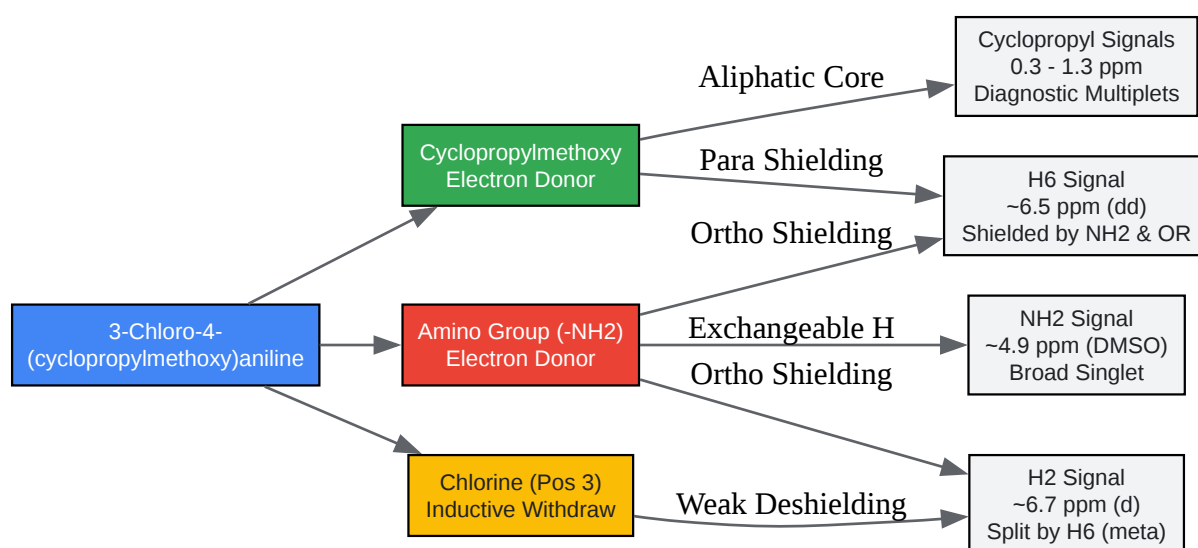 3-Chloro-4-
(cyclopropylmethoxy)aniline
Cyclopropylmethoxy
Electron Donor
Amino Group (-NH2)
Electron Donor
Chlorine (Pos 3)
Inductive Withdraw
Aliphatic Core
Para Shielding
Ortho Shielding
Exchangeable H
Ortho Shielding
Weak Deshielding
Cyclopropyl Signals
0.3 - 1.3 ppm
Diagnostic Multiplets
H6 Signal
~6.5 ppm (dd)
Shielded by NH2 & OR
NH2 Signal
~4.9 ppm (DMSO)
Broad Singlet
H2 Signal
~6.7 ppm (d)
Split by H6 (meta)